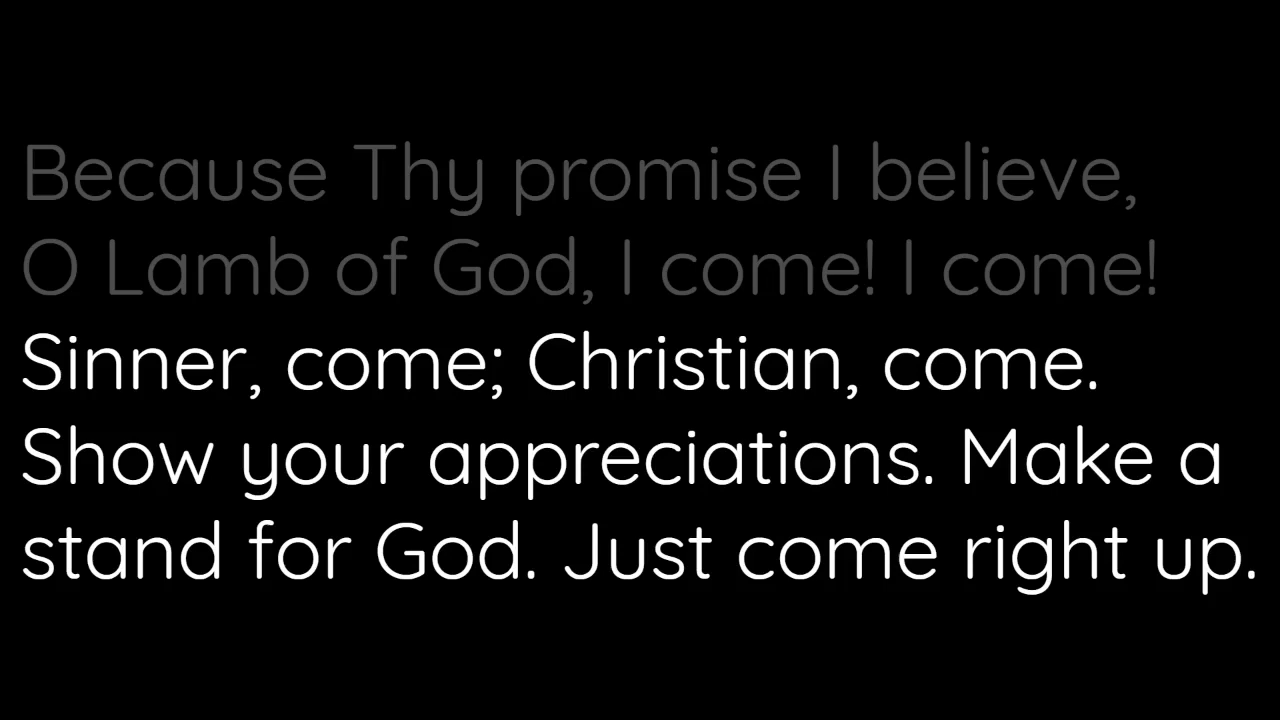 Because Thy promise I believe,
O Lamb of God, I come! I come!
Sinner, come; Christian, come.
Show your appreciations. Make a
stand for God. Just come right up.